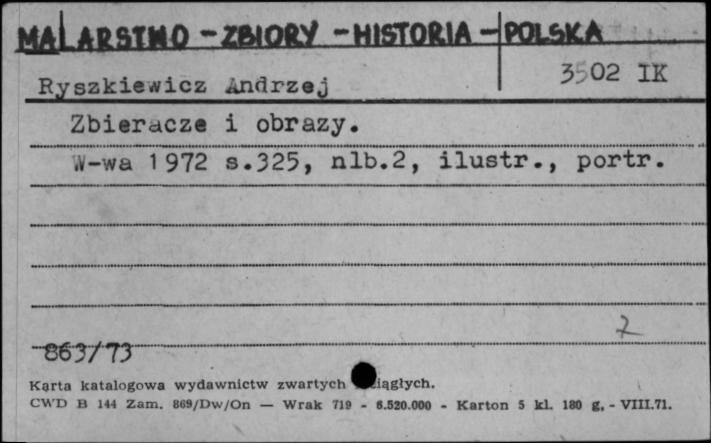 MALARSTWO - ZBIORY - HISTORIA - POLSKA
3502 IK
Ryszkiewicz Andrzej
Zbieracze i obrazy.
W-wa 1972 s.325, nlb.2, ilustr., portr.
7
863/73
Karta katalogowa wydawnictw zwartych ciągłych.
CWD B 144 Zam. 869/Dw/On — Wrak 719 - 6.520.000 - Karton 5 kl. 180 g. - VIII.71.